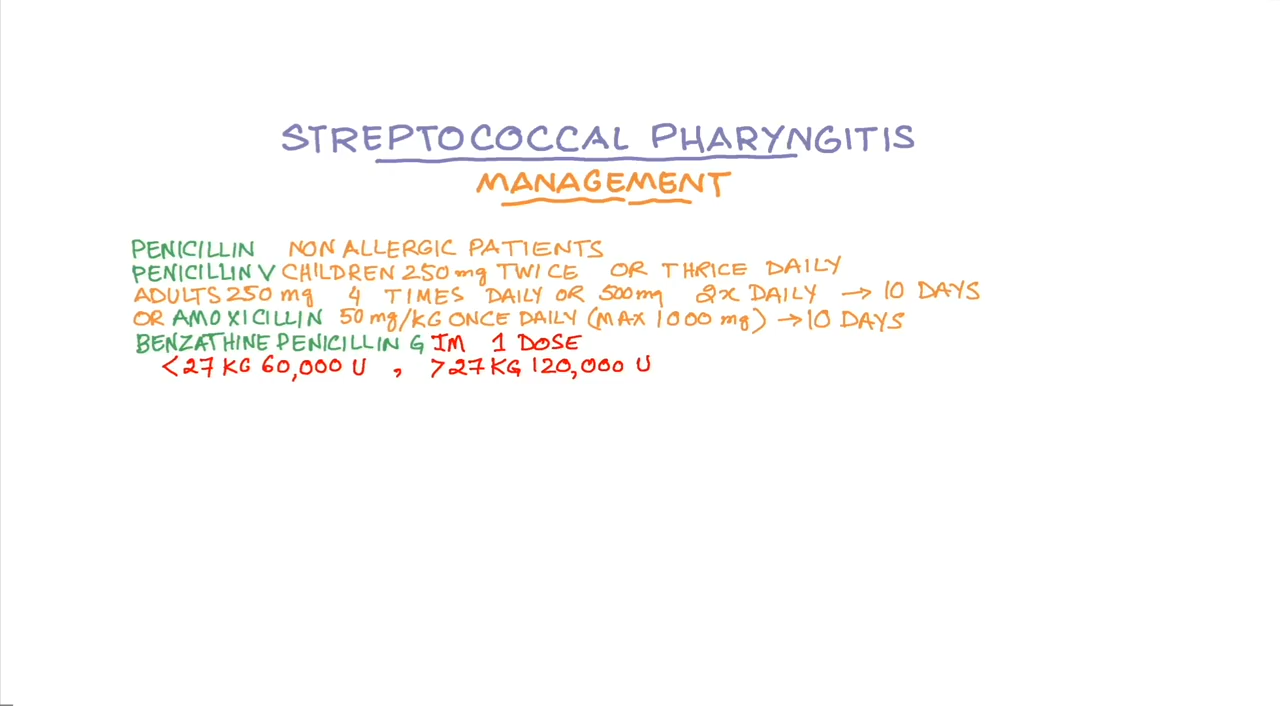 STREPTOCOCCAL PHARYNGITIS
MANAGEMENT
PENICILLIN NON ALLERGIC PATIENTS
PENICILLIN V CHILDREN 250 mg TWICE OR THRICE DAILY
ADULTS 250 mg 4 TIMES DAILY OR 500mg 2x DAILY → 10 DAYS
OR AMOXICILLIN 50 mg/KG ONCE DAILY (MAX 1000 mg) → 10 DAYS
BENZATHINE PENICILLIN G IM 1 DOSE
<27 KG 60,000 U , >27 KG 120,000 U